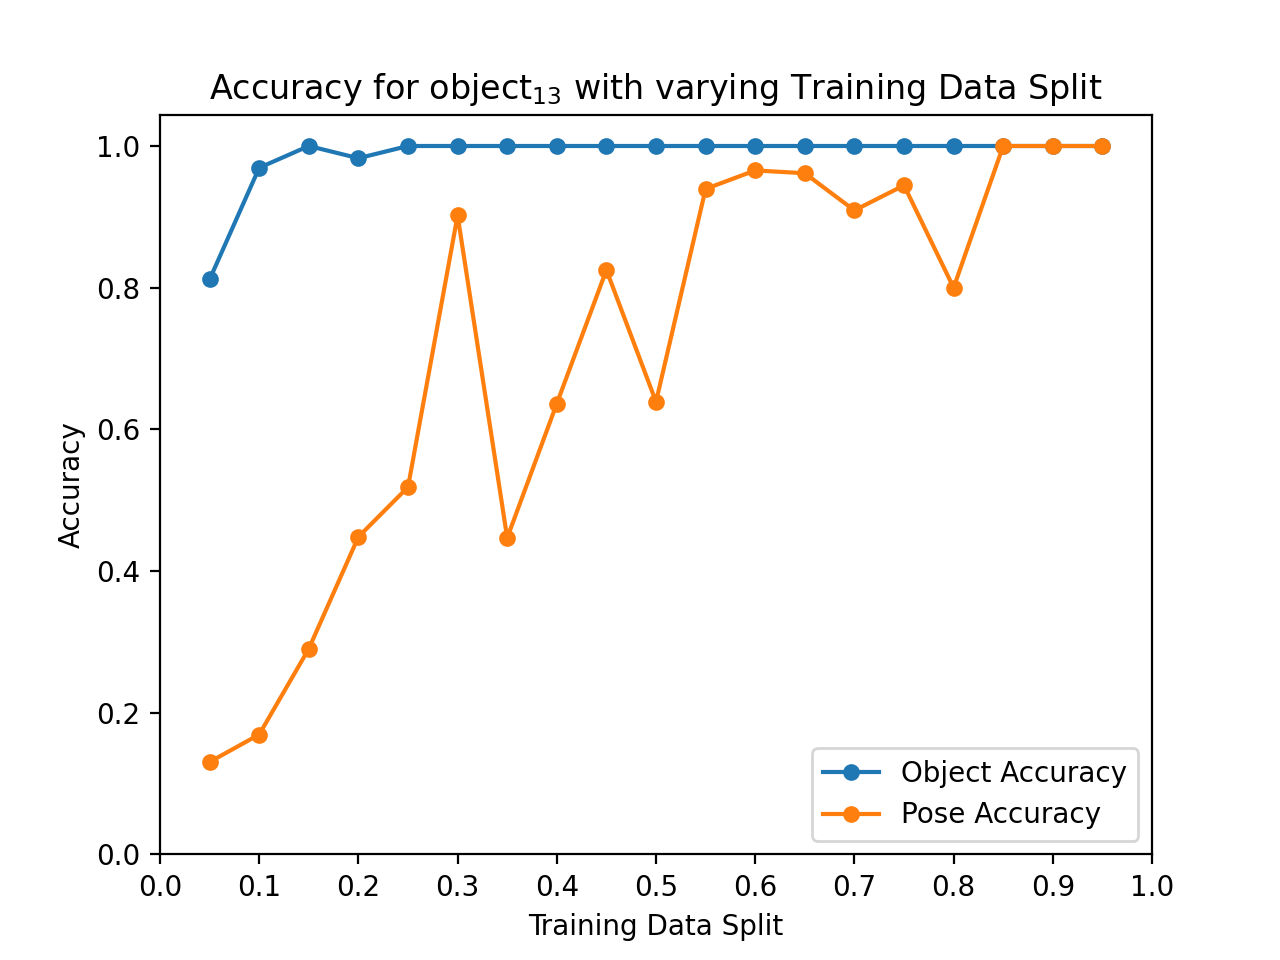 Accuracy for object₁₃ with varying Training Data Split
1.0
0.8
0.6
0.4
0.2
0.0
Accuracy
0.0 0.1 0.2 0.3 0.4 0.5 0.6 0.7 0.8 0.9 1.0
Training Data Split
Object Accuracy
Pose Accuracy